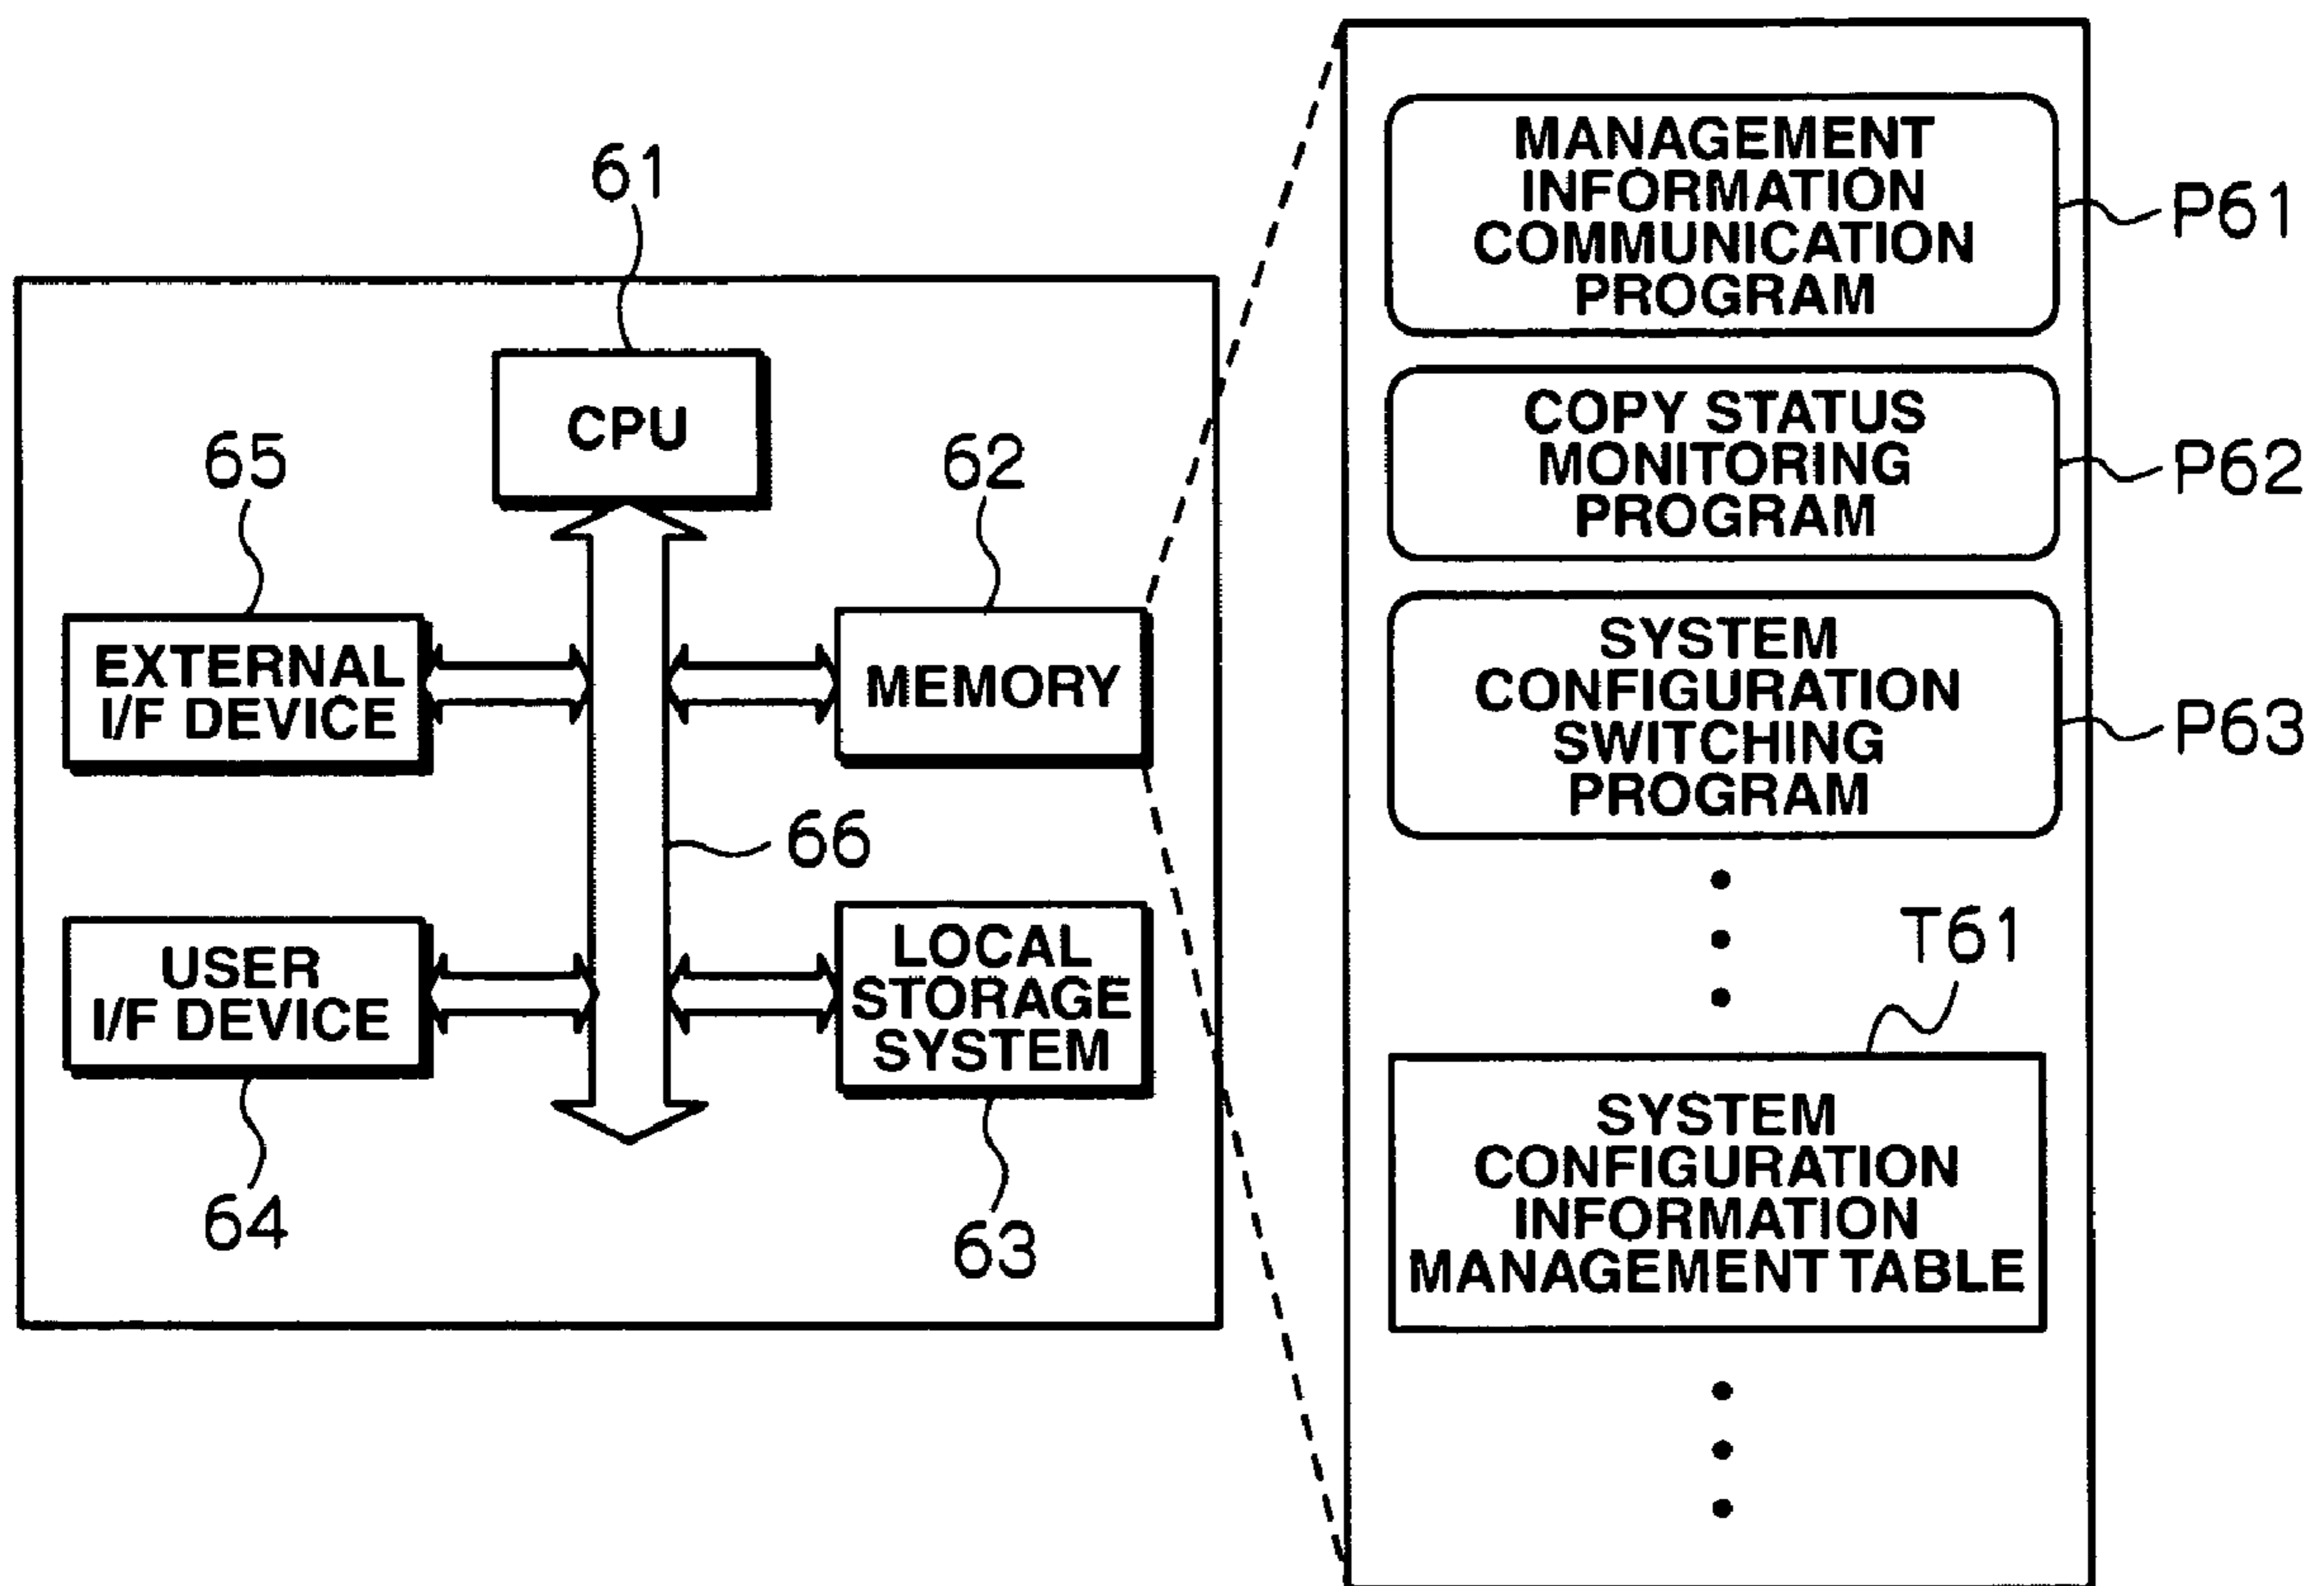 61
CPU
65
EXTERNAL
I/F DEVICE
62
MEMORY
66
USER
I/F DEVICE
64
LOCAL
STORAGE
SYSTEM
63
MANAGEMENT
INFORMATION
COMMUNICATION
PROGRAM
P61
COPY STATUS
MONITORING
PROGRAM
P62
SYSTEM
CONFIGURATION
SWITCHING
PROGRAM
P63
T61
SYSTEM
CONFIGURATION
INFORMATION
MANAGEMENT TABLE